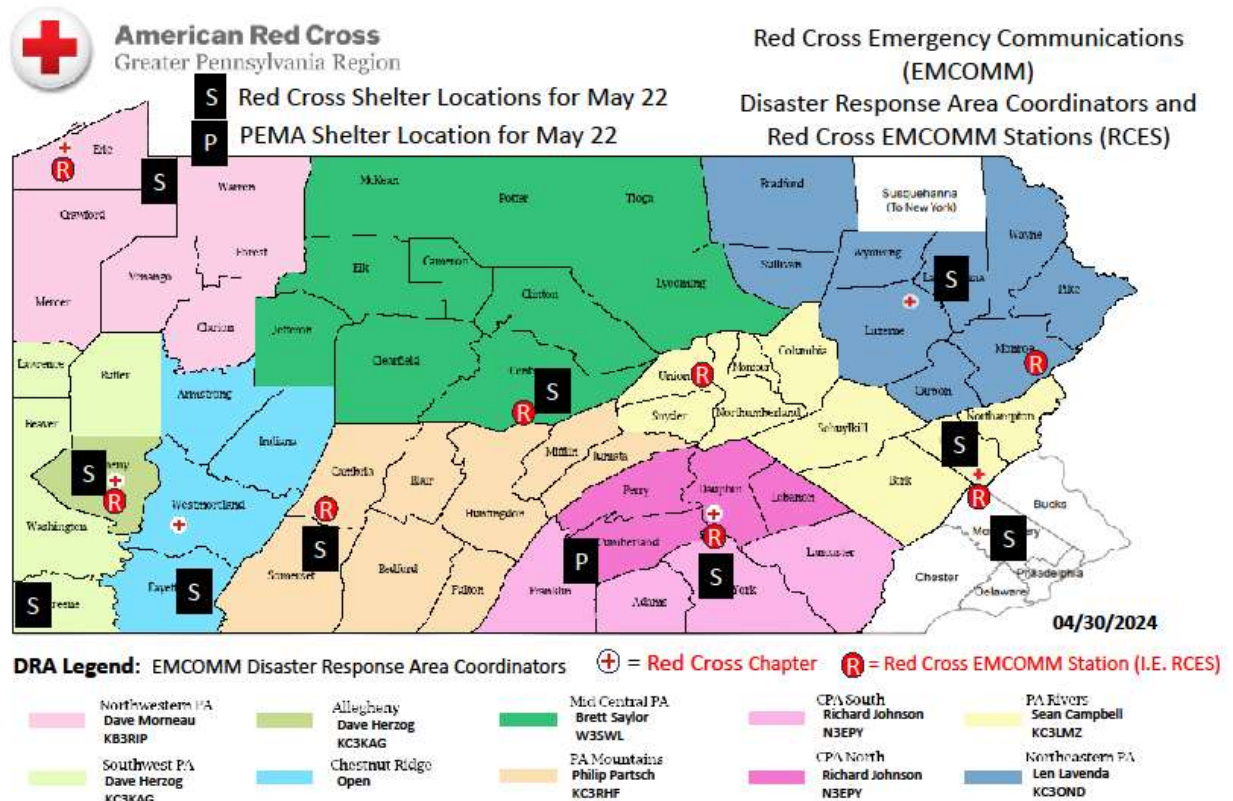 American Red Cross
Greater Pennsylvania Region
Red Cross Emergency Communications
(EMCOMM)
Disaster Response Area Coordinators and
Red Cross EMCOMM Stations (RCES)
S Red Cross Shelter Locations for May 22
P PEMA Shelter Location for May 22
Erie
R
S
Warren
McKean
Potter
Tioga
Bradford
Susquehanna
(To New York)
Wayne
Crawford
Forest
Venango
Mercer
Clarion
Elk
Cameron
Clinton
Lycoming
Sullivan
Wyoming
S
Pike
Luzerne
Jefferson
Clearfield
S
R
Columbia
Union
R
Montour
Monroe
R
Carbon
Lawrence
Butler
Armstrong
Snyder
Northumberland
Northampton
Beaver
Indiana
Schuylkill
S
Cambria
Blair
Mifflin
Juniata
S
R
Westmorland
Huntingdon
Perry
Dauphin
Lebanon
Berk
R
R
Washington
Bucks
S
Somerset
Bedford
Fulton
P
Cumberland
R
Lancaster
S
Chester
Philadelphia
Delaware
S
S
Franklin
Adams
S
04/30/2024
DRA Legend: EMCOMM Disaster Response Area Coordinators = Red Cross Chapter R = Red Cross EMCOMM Station (I.E. RCES)
Northwestern PA
Dave Morneau
KB3RIP
Allegheny
Dave Herzog
KC3KAG
Mid Central PA
Brett Saylor
W3SWL
CPA South
Richard Johnson
N3EPY
PA Rivers
Sean Campbell
KC3LMZ
Southwest PA
Dave Herzog
KC3KAG
Chestnut Ridge
Open
PA Mountains
Philip Partsch
KC3RHF
CPA North
Richard Johnson
N3EPY
Northeastern PA
Len Lavenda
KC3OND